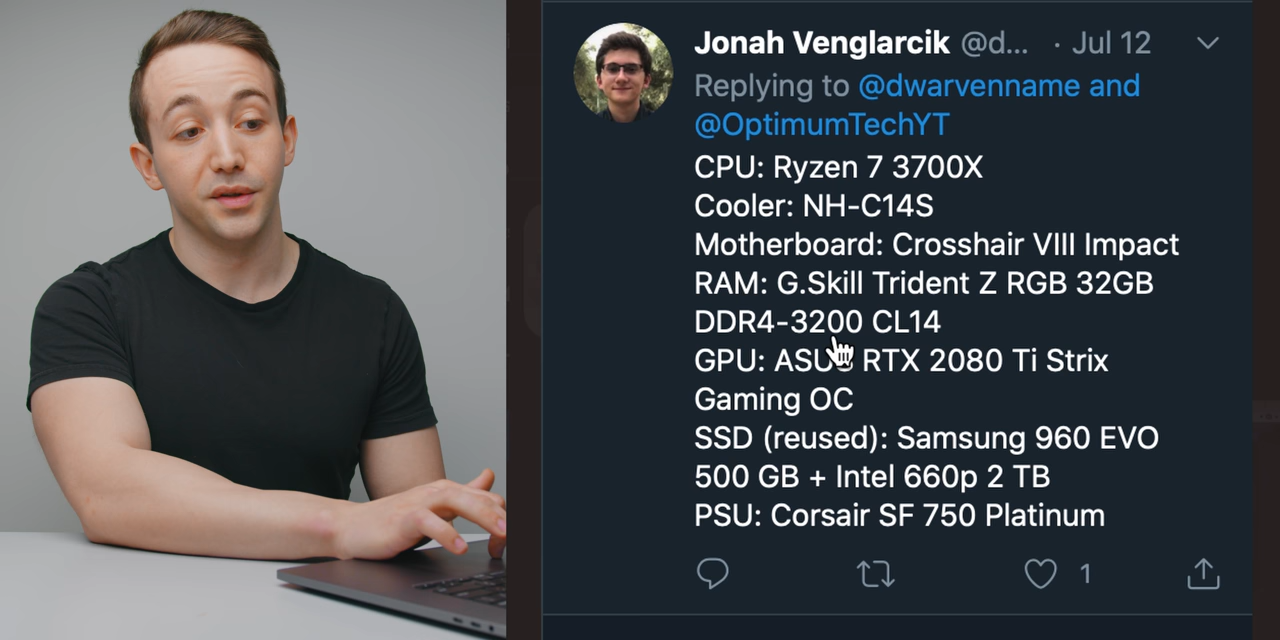 Jonah Venglarcik @d... · Jul 12
Replying to @dwarvenname and
@OptimumTechYT
CPU: Ryzen 7 3700X
Cooler: NH-C14S
Motherboard: Crosshair VIII Impact
RAM: G.Skill Trident Z RGB 32GB
DDR4-3200 CL14
GPU: ASUS RTX 2080 Ti Strix
Gaming OC
SSD (reused): Samsung 960 EVO
500 GB + Intel 660p 2 TB
PSU: Corsair SF 750 Platinum
1